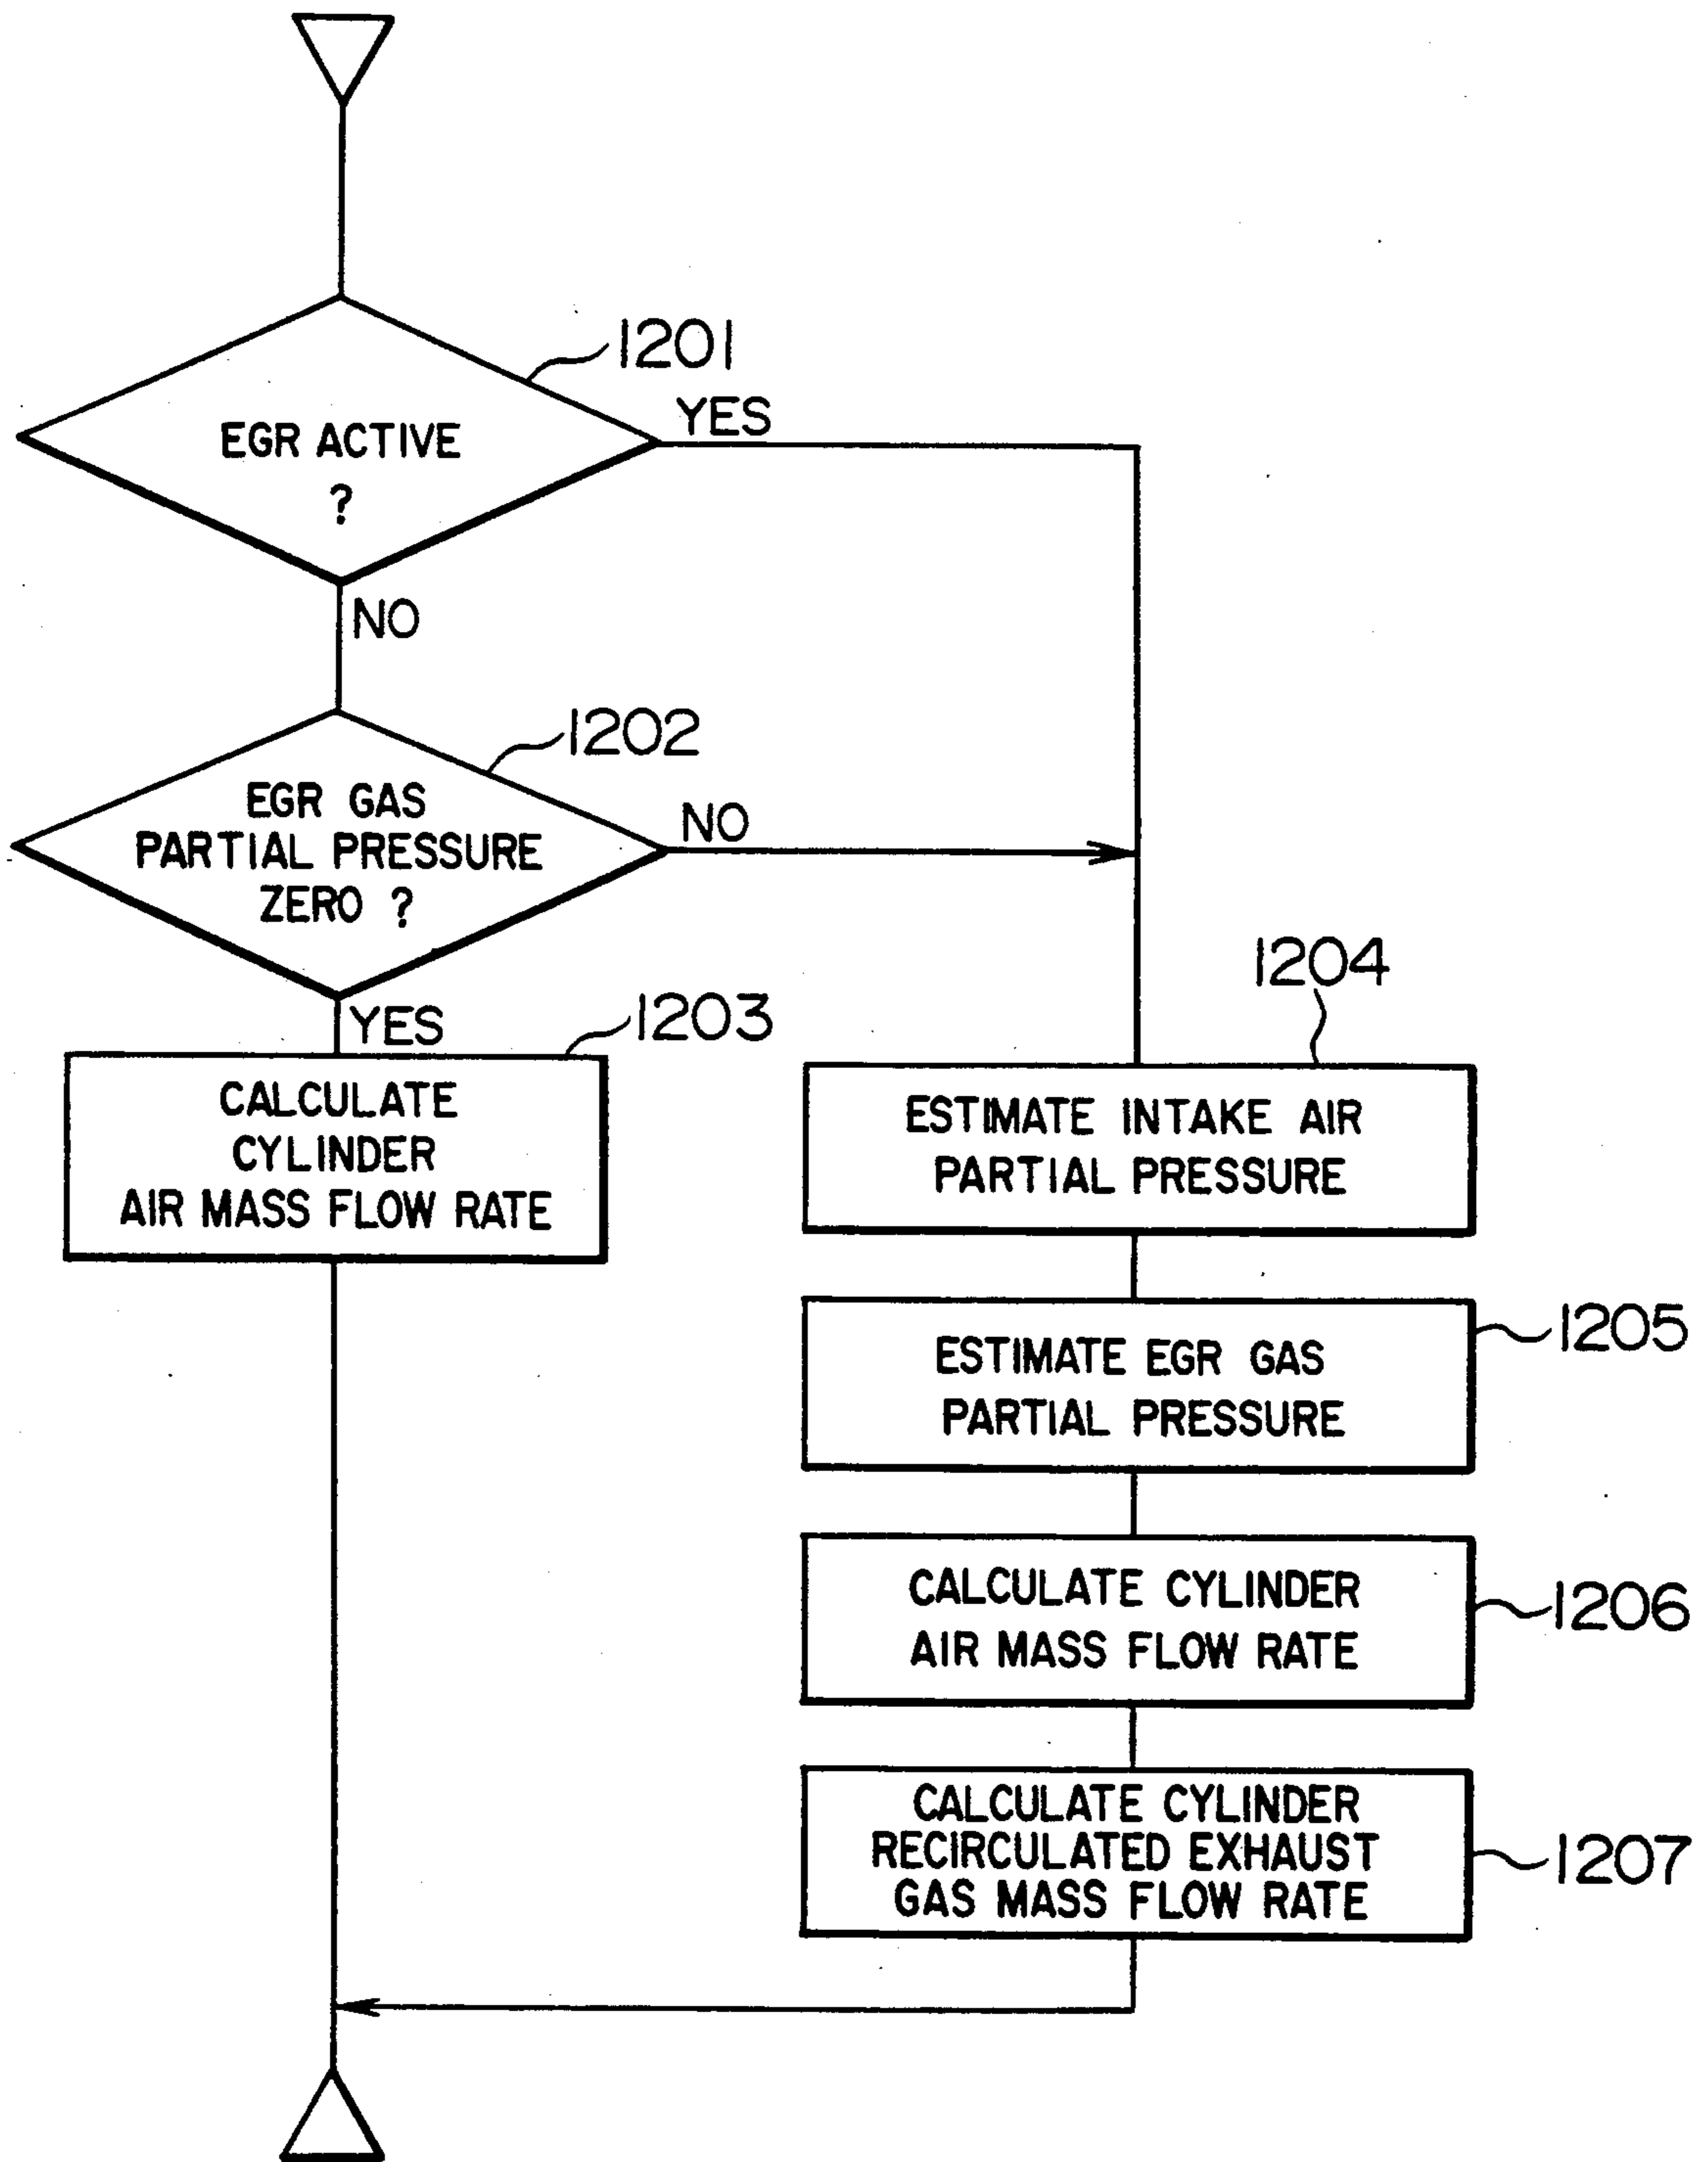 1201
EGR ACTIVE
?
YES
NO
1202
EGR GAS
PARTIAL PRESSURE
ZERO ?
NO
YES
1203
CALCULATE
CYLINDER
AIR MASS FLOW RATE
1204
ESTIMATE INTAKE AIR
PARTIAL PRESSURE
1205
ESTIMATE EGR GAS
PARTIAL PRESSURE
1206
CALCULATE CYLINDER
AIR MASS FLOW RATE
1207
CALCULATE CYLINDER
RECIRCULATED EXHAUST
GAS MASS FLOW RATE